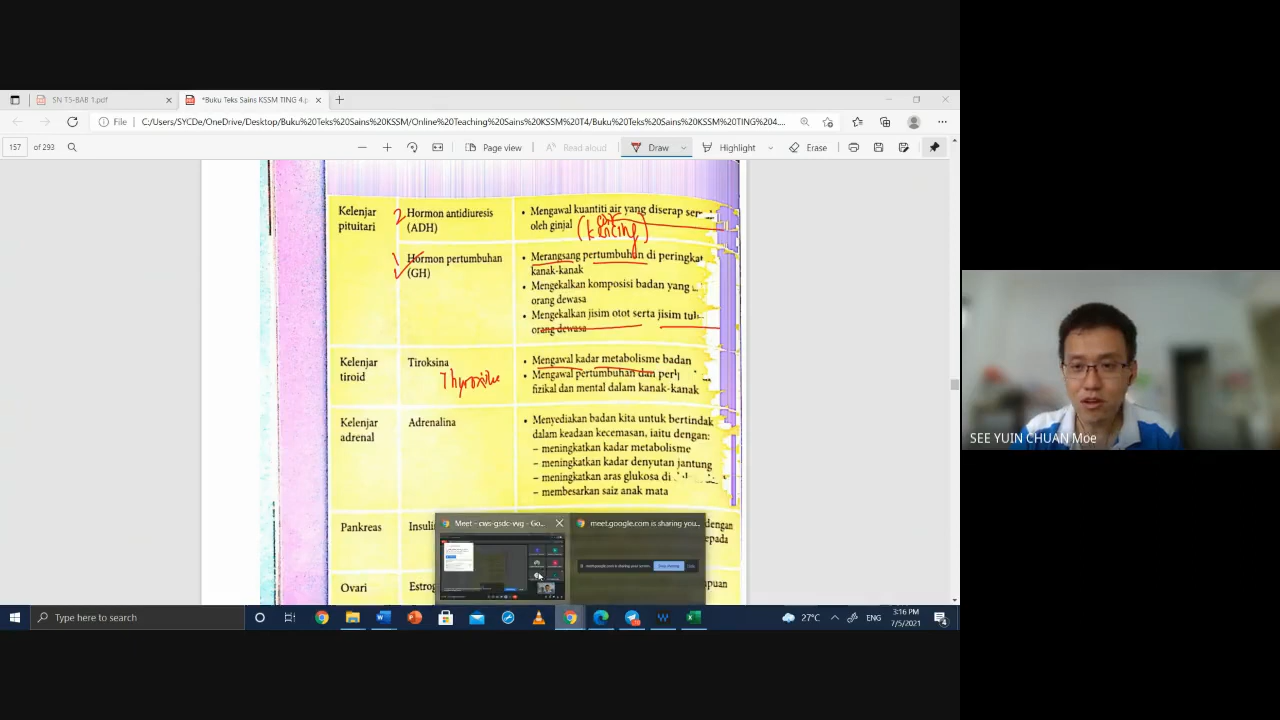 SN T5-BAB 1.pdf
*Buku Teks Sains KSSM TING 4.p
File
C:/Users/SYCDe/OneDrive/Desktop/Buku%20Teks%20Sains%20KSSM/Online%20Teaching%20Sains%20KSSM%20T4/Buku%20Teks%20Sains%20KSSM%20TING%204....
157 of 293
Page view
Read aloud
Draw
Highlight
Erase
Kelenjar pituitari
2 Hormon antidiuresis (ADH)
• Mengawal kuantiti air yang diserap
oleh ginjal (kencing)
1 Hormon pertumbuhan (GH)
• Merangsang pertumbuhan di peringkat
kanak-kanak
• Mengekalkan komposisi badan yang
orang dewasa
• Mengekalkan jisim otot serta jisim
orang dewasa
Kelenjar tiroid
Tiroksina
Thyroxine
• Mengawal kadar metabolisme badan
• Mengawal pertumbuhan dan
fizikal dan mental dalam kanak-kanak
Kelenjar adrenal
Adrenalina
• Menyediakan badan kita untuk bertindak
dalam keadaan kecemasan, iaitu dengan:
– meningkatkan kadar metabolisme
– meningkatkan kadar denyutan jantung
– meningkatkan aras glukosa di
– membesarkan saiz anak mata
Pankreas
dengan
Ovari
Meet – cws-gsdc-vvg - Go...
meet.google.com is sharing you...
SEE YUIN CHUAN Moe
Type here to search
27°C
ENG
3:16 PM
7/5/2021